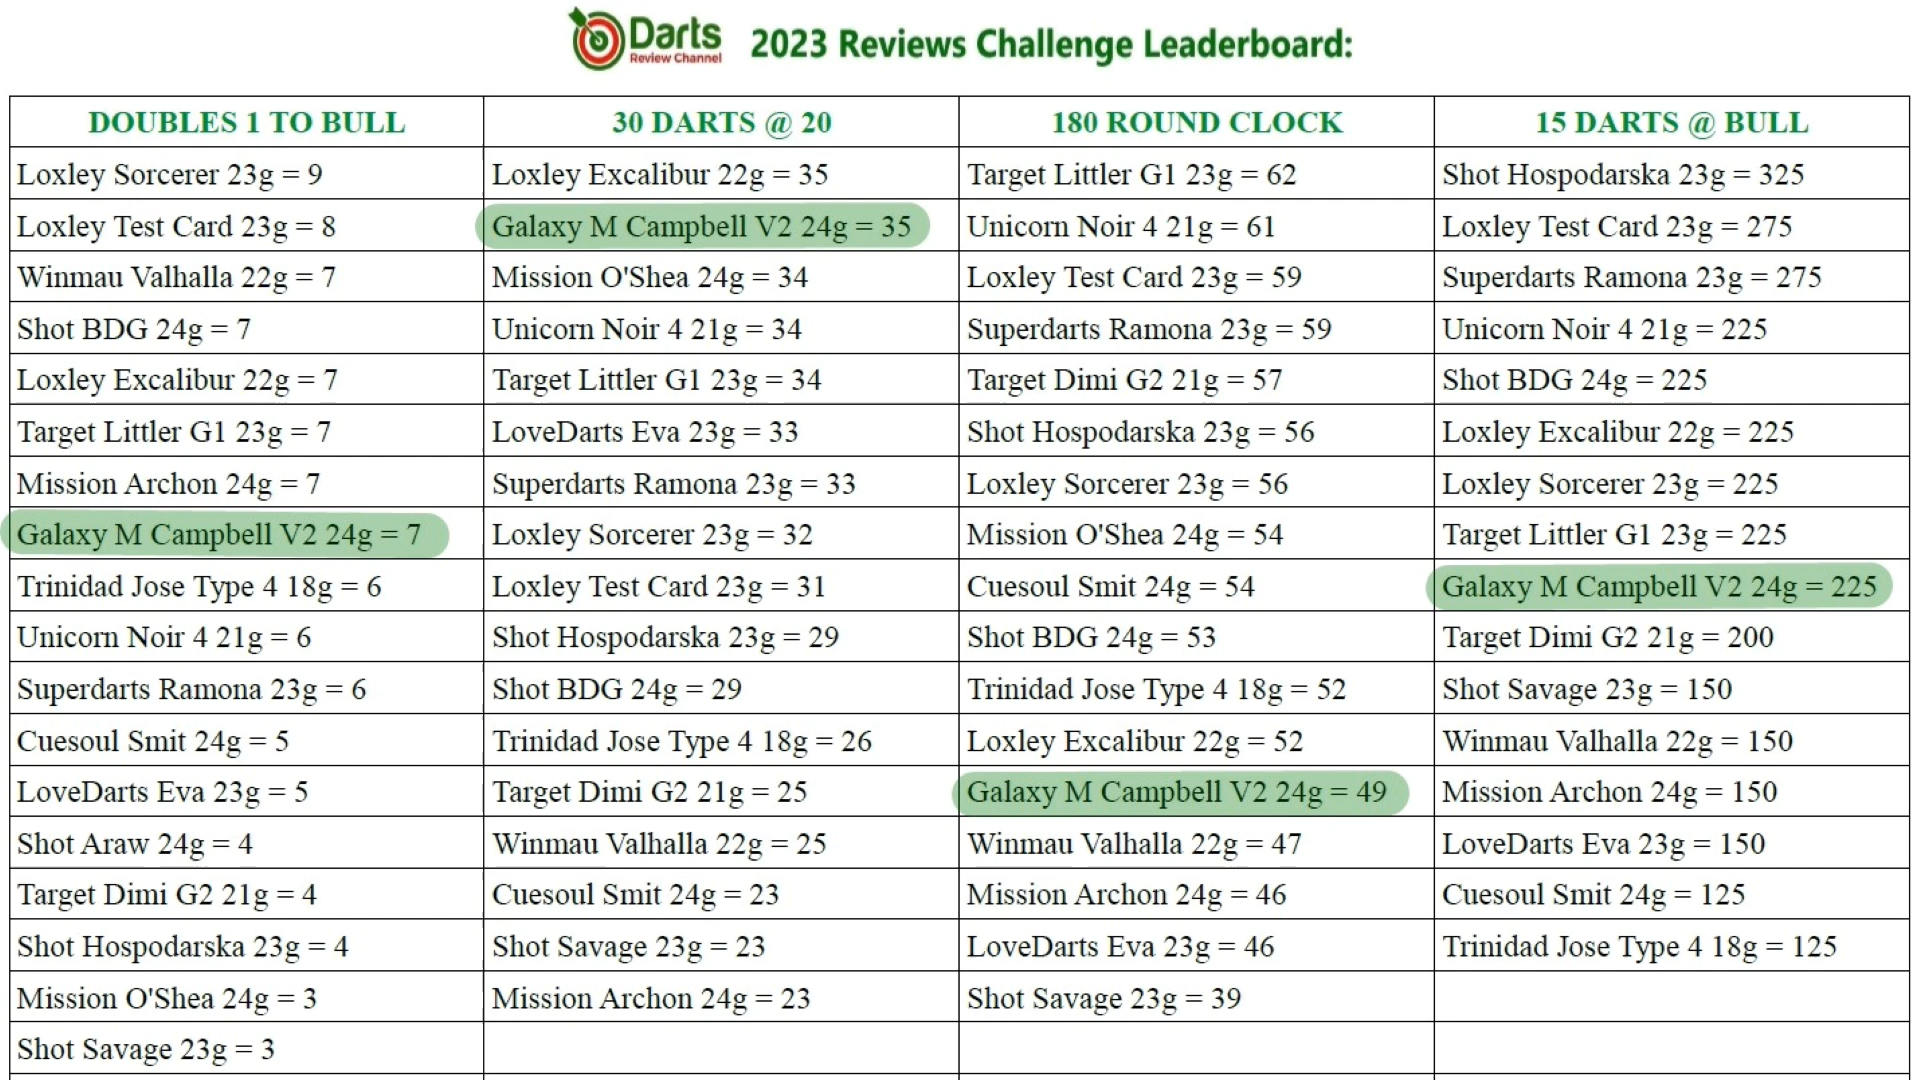 Darts
Review Channel
2023 Reviews Challenge Leaderboard:
DOUBLES 1 TO BULL 30 DARTS @ 20 180 ROUND CLOCK 15 DARTS @ BULL
Loxley Sorcerer 23g = 9 Loxley Excalibur 22g = 35 Target Littler G1 23g = 62 Shot Hospodarska 23g = 325
Loxley Test Card 23g = 8 Galaxy M Campbell V2 24g = 35 Unicorn Noir 4 21g = 61 Loxley Test Card 23g = 275
Winmau Valhalla 22g = 7 Mission O'Shea 24g = 34 Loxley Test Card 23g = 59 Superdarts Ramona 23g = 275
Shot BDG 24g = 7 Unicorn Noir 4 21g = 34 Superdarts Ramona 23g = 59 Unicorn Noir 4 21g = 225
Loxley Excalibur 22g = 7 Target Littler G1 23g = 34 Target Dimi G2 21g = 57 Shot BDG 24g = 225
Target Littler G1 23g = 7 LoveDarts Eva 23g = 33 Shot Hospodarska 23g = 56 Loxley Excalibur 22g = 225
Mission Archon 24g = 7 Superdarts Ramona 23g = 33 Loxley Sorcerer 23g = 56 Loxley Sorcerer 23g = 225
Galaxy M Campbell V2 24g = 7 Loxley Sorcerer 23g = 32 Mission O'Shea 24g = 54 Target Littler G1 23g = 225
Trinidad Jose Type 4 18g = 6 Loxley Test Card 23g = 31 Cuesoul Smit 24g = 54 Galaxy M Campbell V2 24g = 225
Unicorn Noir 4 21g = 6 Shot Hospodarska 23g = 29 Shot BDG 24g = 53 Target Dimi G2 21g = 200
Superdarts Ramona 23g = 6 Shot BDG 24g = 29 Trinidad Jose Type 4 18g = 52 Shot Savage 23g = 150
Cuesoul Smit 24g = 5 Trinidad Jose Type 4 18g = 26 Loxley Excalibur 22g = 52 Winmau Valhalla 22g = 150
LoveDarts Eva 23g = 5 Target Dimi G2 21g = 25 Galaxy M Campbell V2 24g = 49 Mission Archon 24g = 150
Shot Araw 24g = 4 Winmau Valhalla 22g = 25 Winmau Valhalla 22g = 47 LoveDarts Eva 23g = 150
Target Dimi G2 21g = 4 Cuesoul Smit 24g = 23 Mission Archon 24g = 46 Cuesoul Smit 24g = 125
Shot Hospodarska 23g = 4 Shot Savage 23g = 23 LoveDarts Eva 23g = 46 Trinidad Jose Type 4 18g = 125
Mission O'Shea 24g = 3 Mission Archon 24g = 23 Shot Savage 23g = 39
Shot Savage 23g = 3